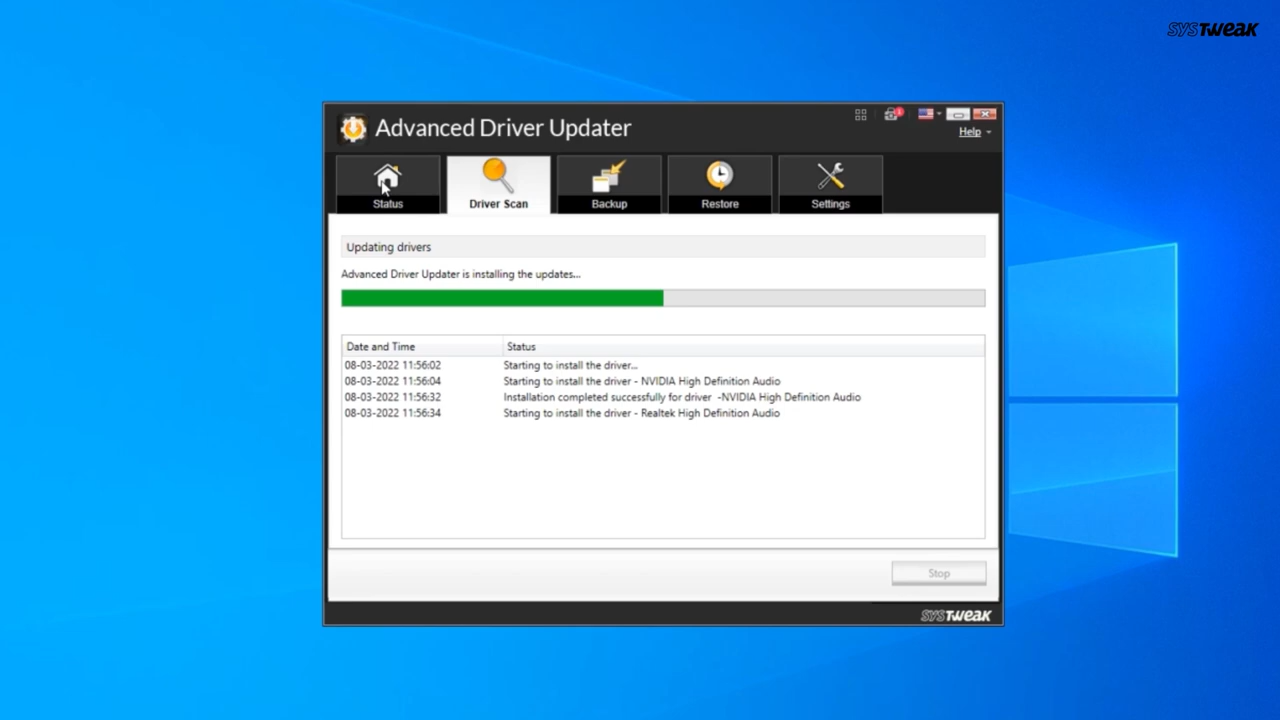 SYSTweak
Advanced Driver Updater
1
Help
Status
Driver Scan
Backup
Restore
Settings
Updating drivers
Advanced Driver Updater is installing the updates...
Date and Time Status
08-03-2022 11:56:02 Starting to install the driver...
08-03-2022 11:56:04 Starting to install the driver - NVIDIA High Definition Audio
08-03-2022 11:56:32 Installation completed successfully for driver -NVIDIA High Definition Audio
08-03-2022 11:56:34 Starting to install the driver - Realtek High Definition Audio
Stop
SYSTweak